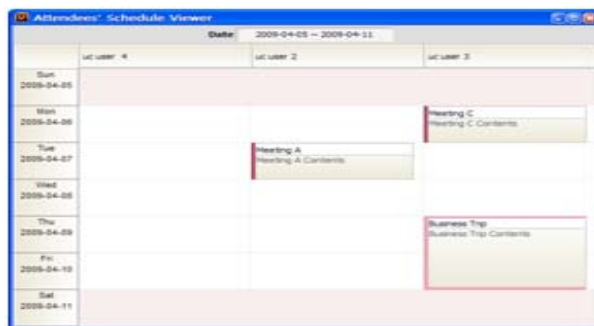 Attendees' Schedule Viewer
Date 2009-04-05 ~ 2009-04-11
uc user 4 uc user 2 uc user 3
Sun
2009-04-05
Mon
2009-04-06
Meeting C
Meeting C Contents
Tue
2009-04-07
Meeting A
Meeting A Contents
Wed
2009-04-08
Thu
2009-04-09
Business Trip
Business Trip Contents
Fri
2009-04-10
Sat
2009-04-11